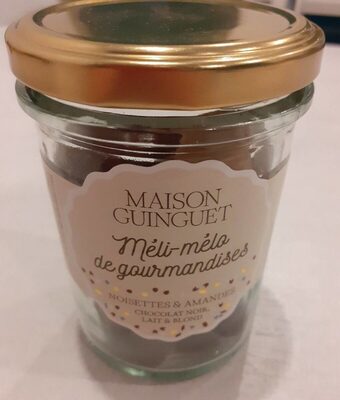 MAISON
GUINGUET
Méli-mélo
de gourmandises
NOISETTES & AMANDES
CHOCOLAT NOIR,
LAIT & BLOND